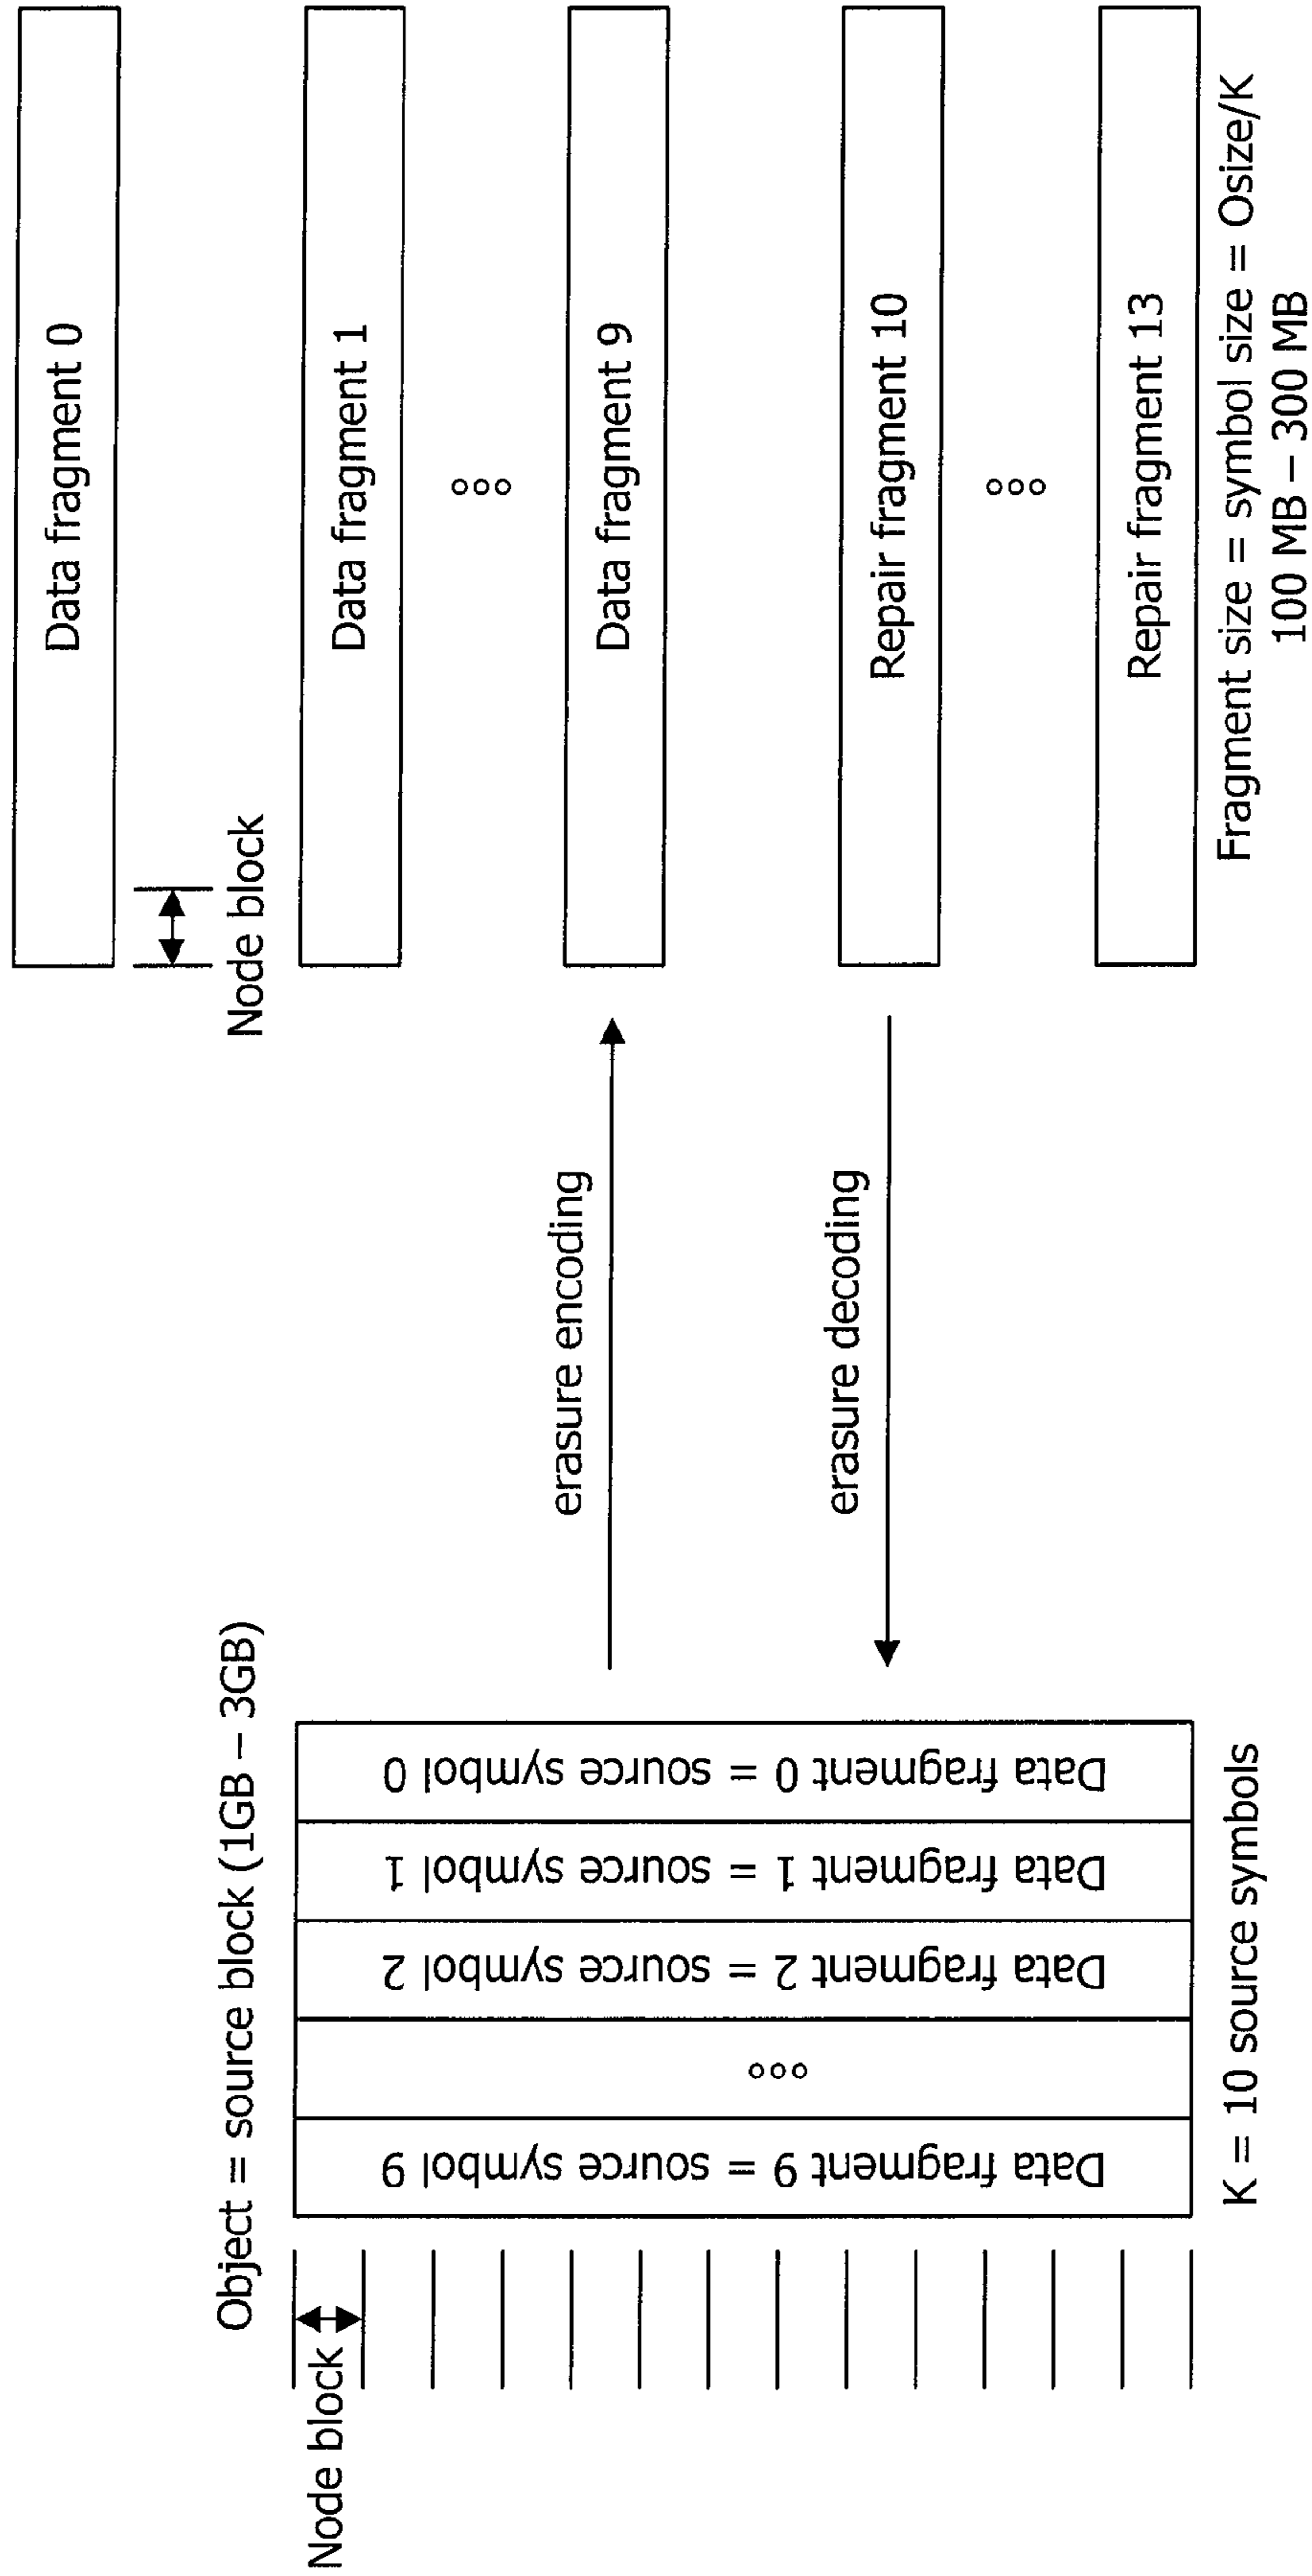 Object = source block (1GB – 3GB)
Node block
Data fragment 9 = source symbol 9
ooo
Data fragment 2 = source symbol 2
Data fragment 1 = source symbol 1
Data fragment 0 = source symbol 0
K = 10 source symbols
erasure encoding
erasure decoding
Data fragment 0
Node block
Data fragment 1
ooo
Data fragment 9
Repair fragment 10
ooo
Repair fragment 13
Fragment size = symbol size = Osize/K
100 MB – 300 MB